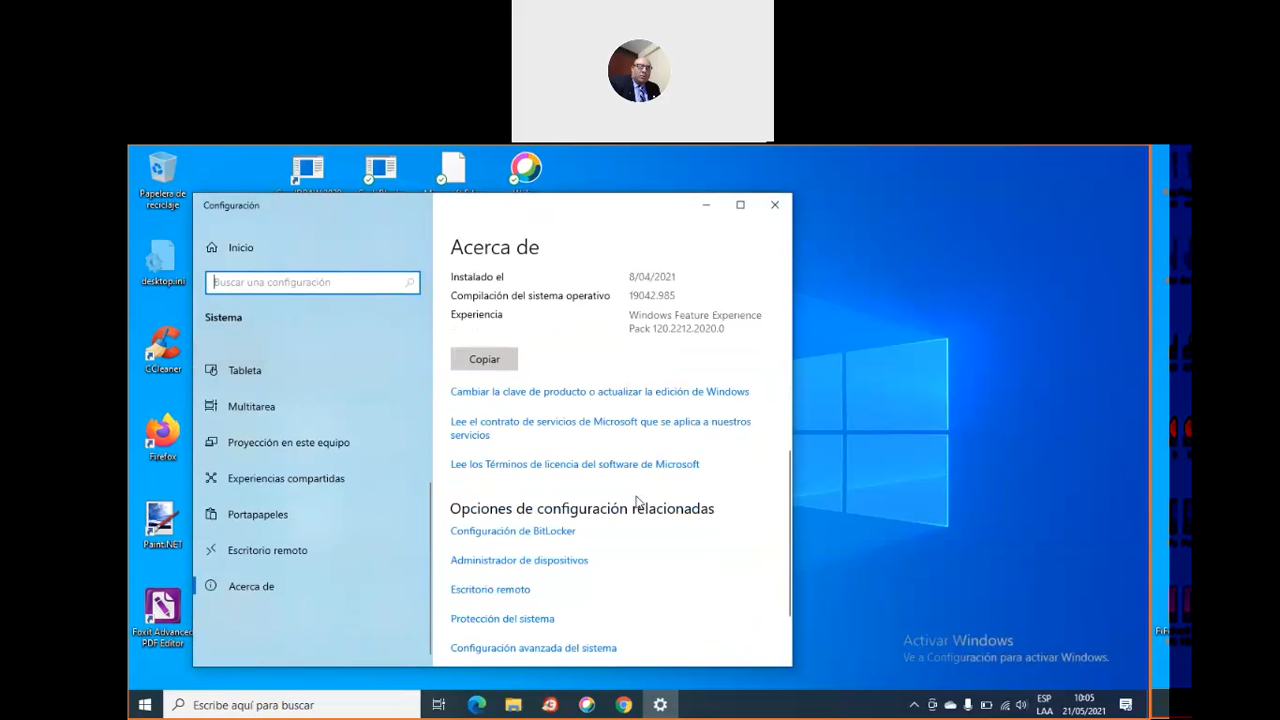 Papelera de
reciclaje
desktop.ini
CCleaner
Firefox
Paint.NET
Foxit Advanced
PDF Editor
Configuración
Inicio
Buscar una configuración
Sistema
Tableta
Multitarea
Proyección en este equipo
Experiencias compartidas
Portapapeles
Escritorio remoto
Acerca de
Acerca de
Instalado el 8/04/2021
Compilación del sistema operativo 19042.985
Experiencia Windows Feature Experience
Pack 120.2212.2020.0
Copiar
Cambiar la clave de producto o actualizar la edición de Windows
Lee el contrato de servicios de Microsoft que se aplica a nuestros
servicios
Lee los Términos de licencia del software de Microsoft
Opciones de configuración relacionadas
Configuración de BitLocker
Administrador de dispositivos
Escritorio remoto
Protección del sistema
Configuración avanzada del sistema
Activar Windows
Ve a Configuración para activar Windows.
Escribe aquí para buscar
ESP
LAA
10:05
21/05/2021